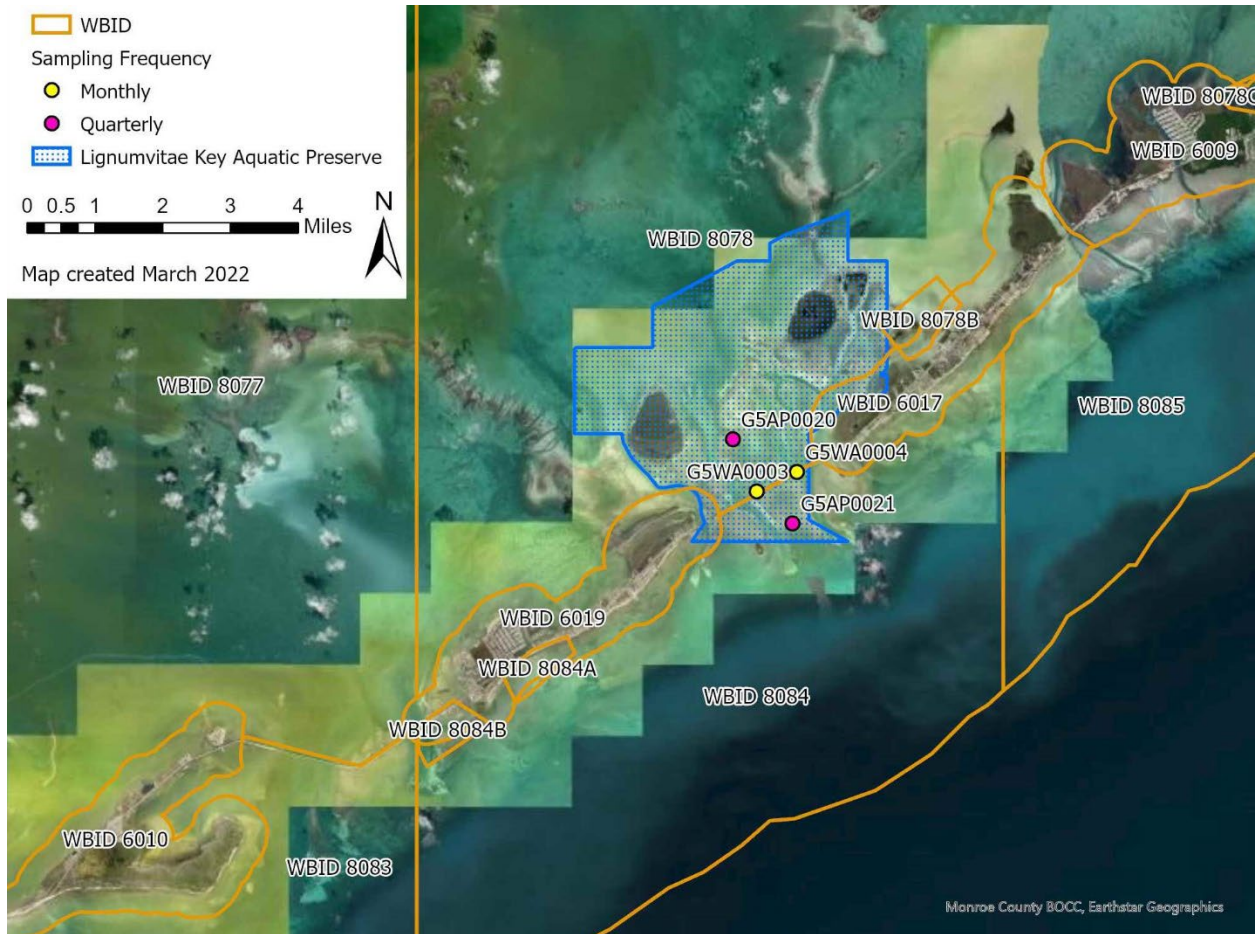 WBID
Sampling Frequency
Monthly
Quarterly
Lignumvitae Key Aquatic Preserve
0 0.5 1 2 3 4
Miles
N
Map created March 2022
WBID 8078C
WBID 6009
WBID 8078
WBID 8078B
WBID 8077
WBID 6017
WBID 8085
G5AP0020
G5WA0004
G5WA0003
G5AP0021
WBID 6019
WBID 8084A
WBID 8084
WBID 8084B
WBID 6010
WBID 8083
Monroe County BOCC, Earthstar Geographics